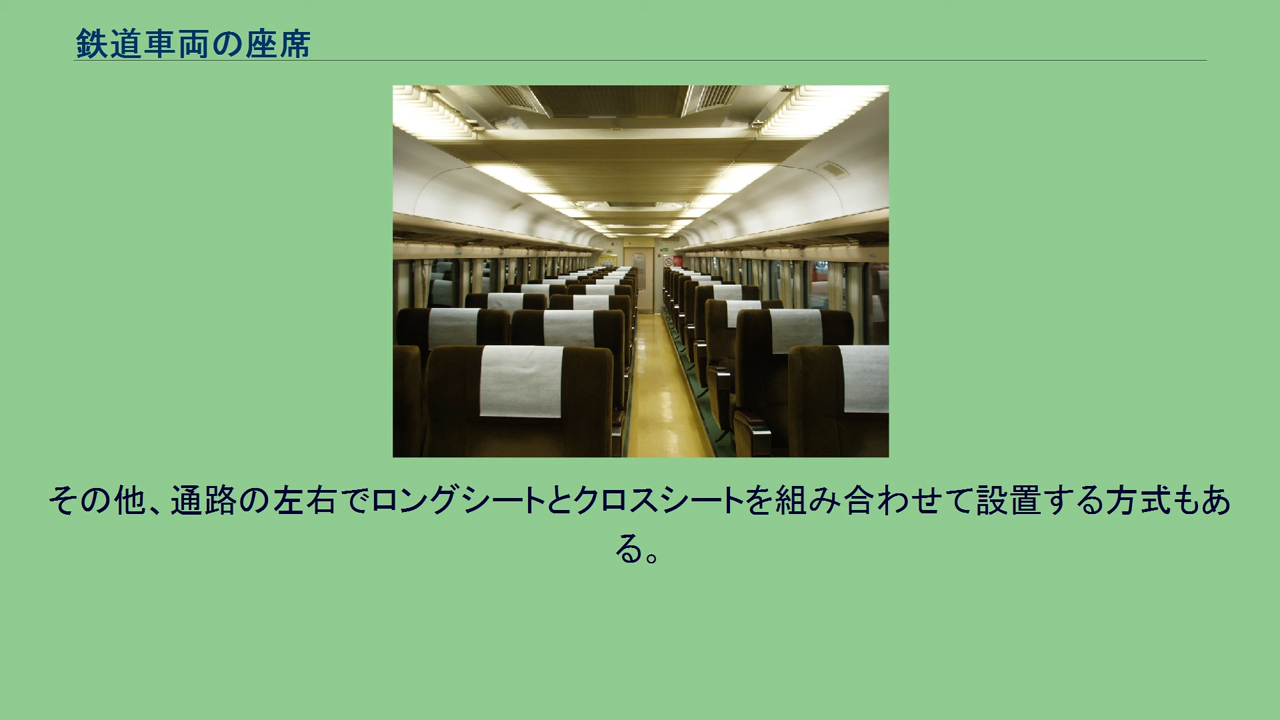 鉄道車両の座席
その他、通路の左右でロングシートとクロスシートを組み合わせて設置する方式もあ
る。